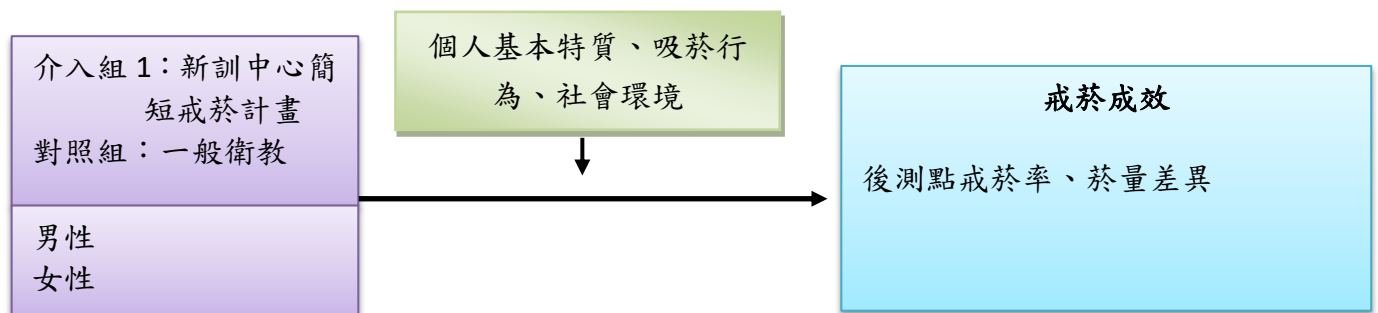 介入組 1：新訓中心簡
短戒菸計畫
對照組：一般衛教
男性
女性
個人基本特質、吸菸行
為、社會環境
戒菸成效
後測點戒菸率、菸量差異